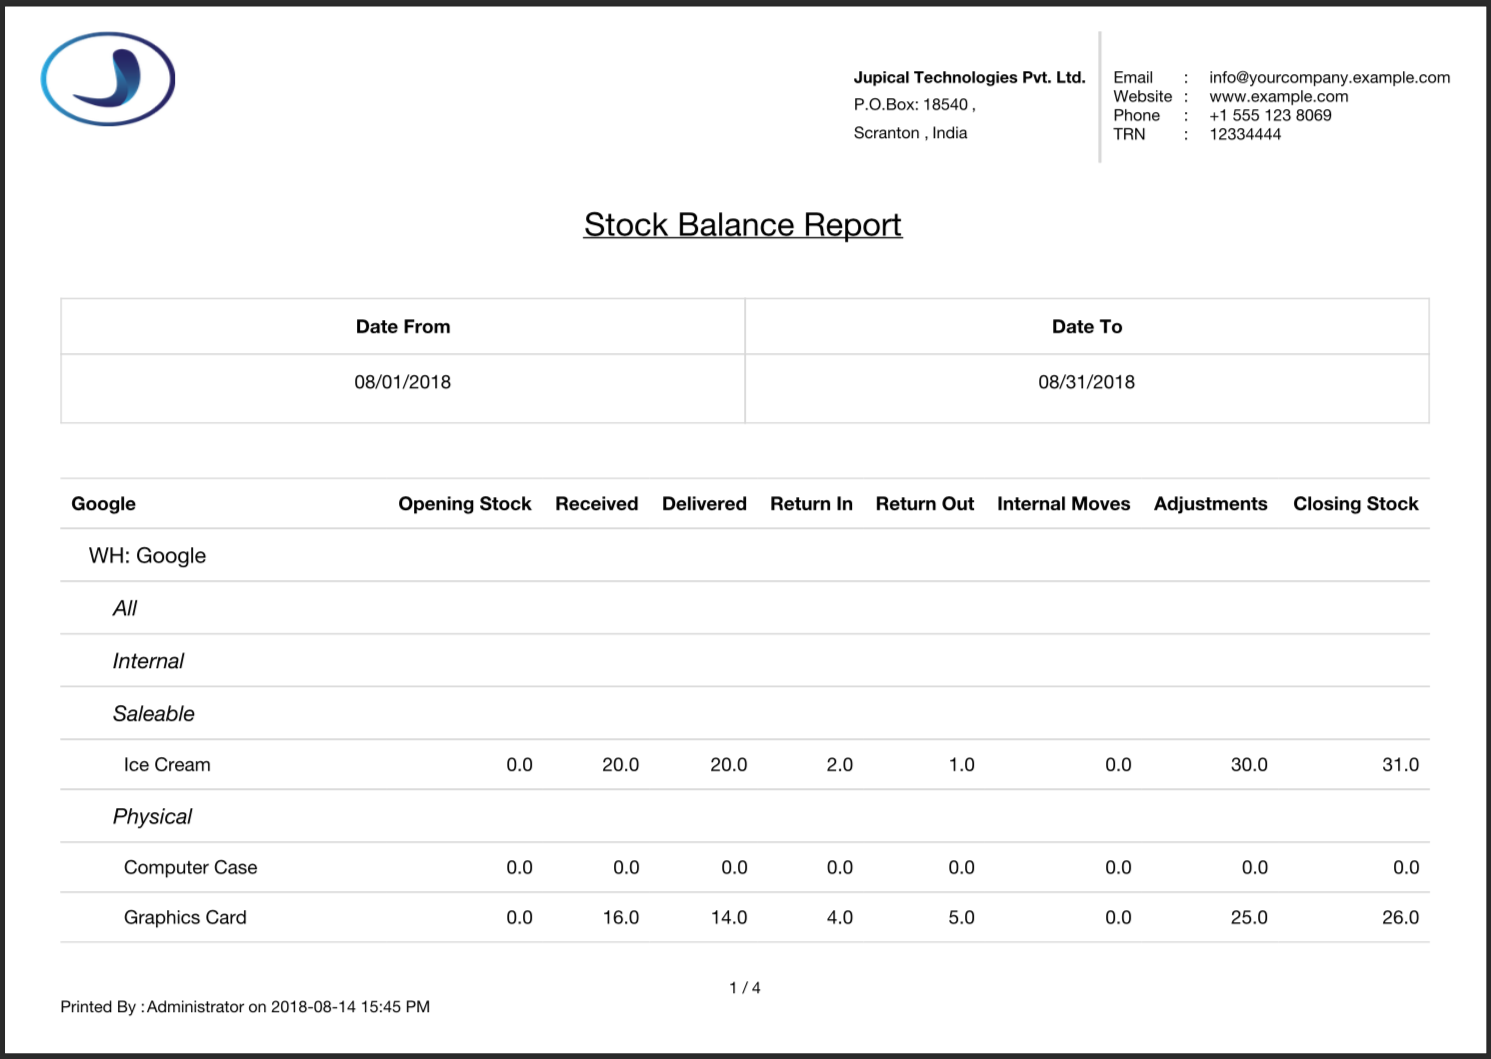 Jupical Technologies Pvt. Ltd.
P.O.Box: 18540 ,
Scranton , India
Email : info@yourcompany.example.com
Website : www.example.com
Phone : +1 555 123 8069
TRN : 12334444
Stock Balance Report
Date From Date To
08/01/2018 08/31/2018
Google Opening Stock Received Delivered Return In Return Out Internal Moves Adjustments Closing Stock
WH: Google
All
Internal
Saleable
Ice Cream 0.0 20.0 20.0 2.0 1.0 0.0 30.0 31.0
Physical
Computer Case 0.0 0.0 0.0 0.0 0.0 0.0 0.0 0.0
Graphics Card 0.0 16.0 14.0 4.0 5.0 0.0 25.0 26.0
1 / 4
Printed By :Administrator on 2018-08-14 15:45 PM